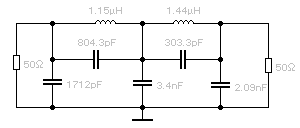 1.15µH 1.44µH
804.3pF 303.3pF
50Ω 50Ω
1712pF 3.4nF 2.09nF